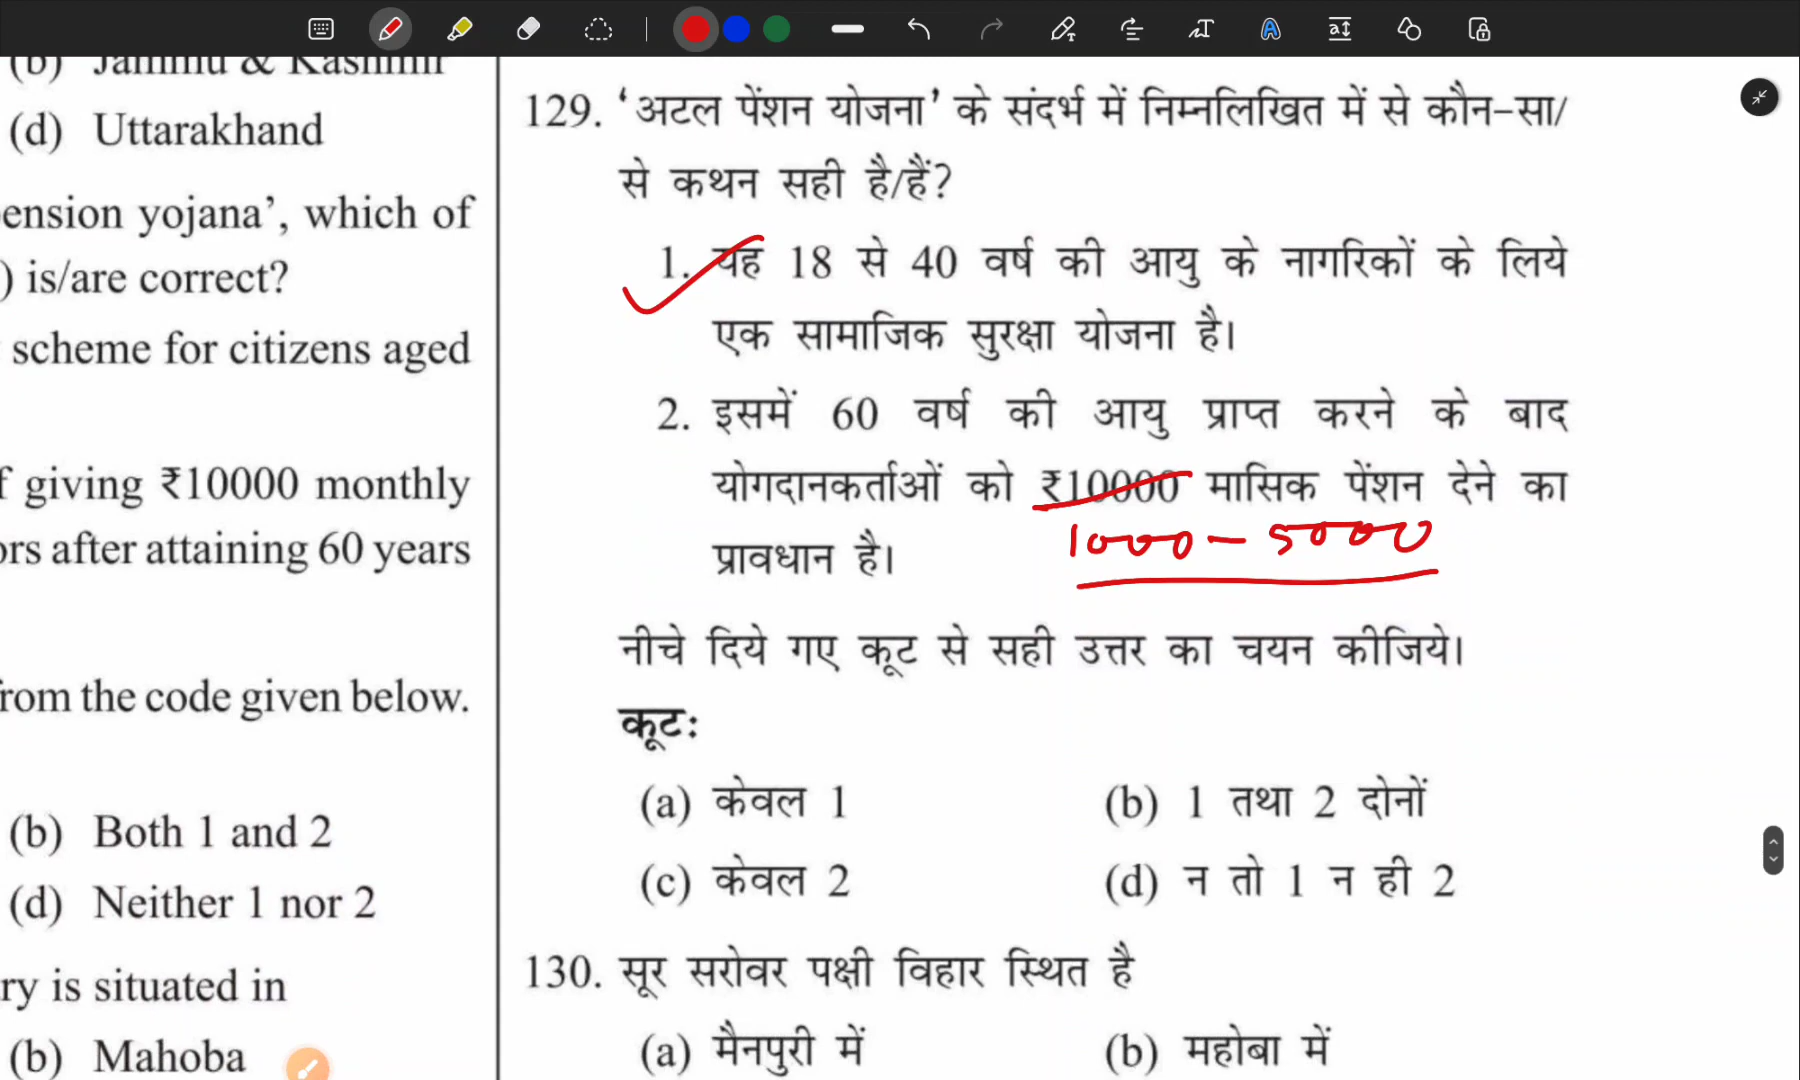 (b) Jammu & Kashmir
(d) Uttarakhand
ension yojana’, which of
) is/are correct?
scheme for citizens aged
f giving ₹10000 monthly
ors after attaining 60 years
from the code given below.
(b) Both 1 and 2
(d) Neither 1 nor 2
ry is situated in
(b) Mahoba
129. ‘अटल पेंशन योजना’ के संदर्भ में निम्नलिखित में से कौन-सा/
से कथन सही है/हैं?
1. यह 18 से 40 वर्ष की आयु के नागरिकों के लिये
एक सामाजिक सुरक्षा योजना है।
2. इसमें 60 वर्ष की आयु प्राप्त करने के बाद
योगदानकर्ताओं को ₹10000 मासिक पेंशन देने का
1000 - 5000
प्रावधान है।
नीचे दिये गए कूट से सही उत्तर का चयन कीजिये।
कूटः
(a) केवल 1 (b) 1 तथा 2 दोनों
(c) केवल 2 (d) न तो 1 न ही 2
130. सूर सरोवर पक्षी विहार स्थित है
(a) मैनपुरी में (b) महोबा में